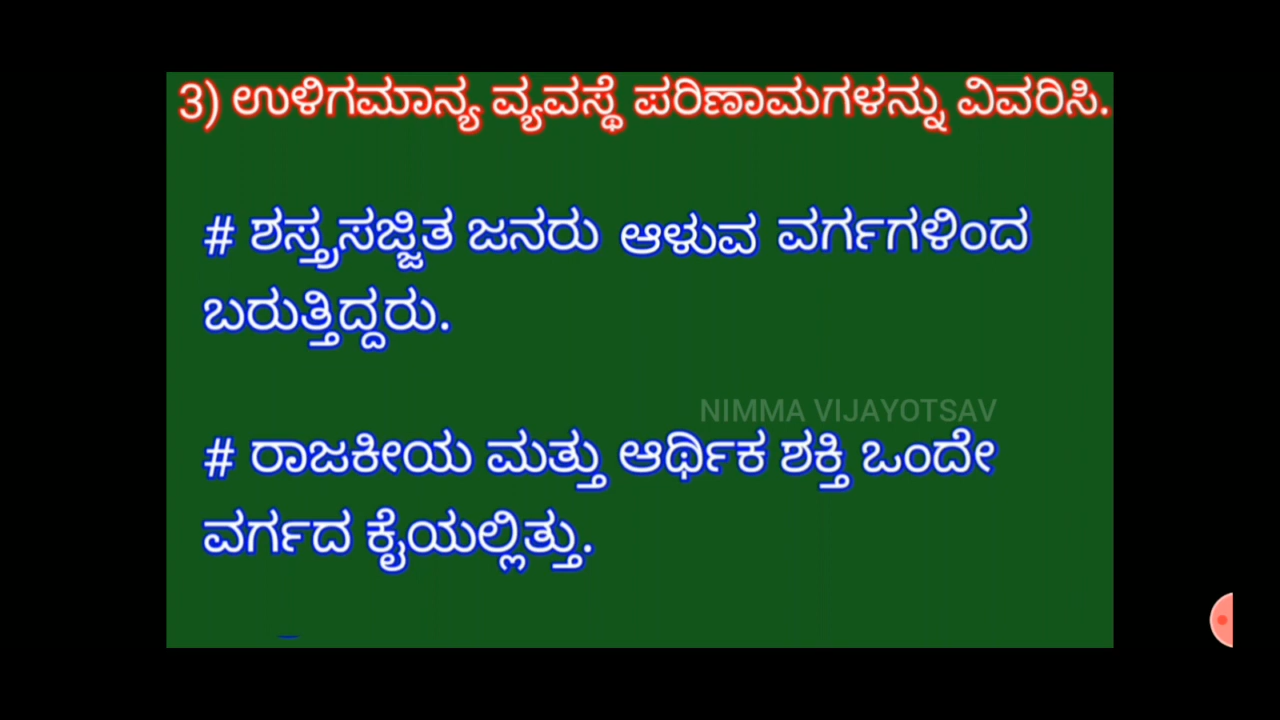 3) ಉಳಿಗಮಾನ್ಯ ವ್ಯವಸ್ಥೆ ಪರಿಣಾಮಗಳನ್ನು ವಿವರಿಸಿ.
# ಶಸ್ತ್ರಸಜ್ಜಿತ ಜನರು ಆಳುವ ವರ್ಗಗಳಿಂದ
ಬರುತ್ತಿದ್ದರು.
NIMMA VIJAYOTSAV
# ರಾಜಕೀಯ ಮತ್ತು ಆರ್ಥಿಕ ಶಕ್ತಿ ಒಂದೇ
ವರ್ಗದ ಕೈಯಲ್ಲಿತ್ತು.